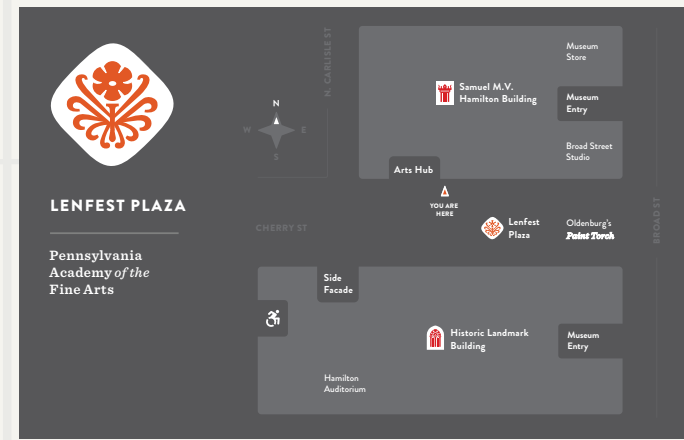 LENFEST PLAZA
Pennsylvania
Academy of the
Fine Arts
N
W
E
S
N. CARLISLE ST
Samuel M.V.
Hamilton Building
Museum
Store
Museum
Entry
Broad Street
Studio
Arts Hub
YOU ARE
HERE
CHERRY ST
Lenfest
Plaza
Oldenburg's
Paint Torch
BROAD ST
Side
Facade
Historic Landmark
Building
Museum
Entry
Hamilton
Auditorium